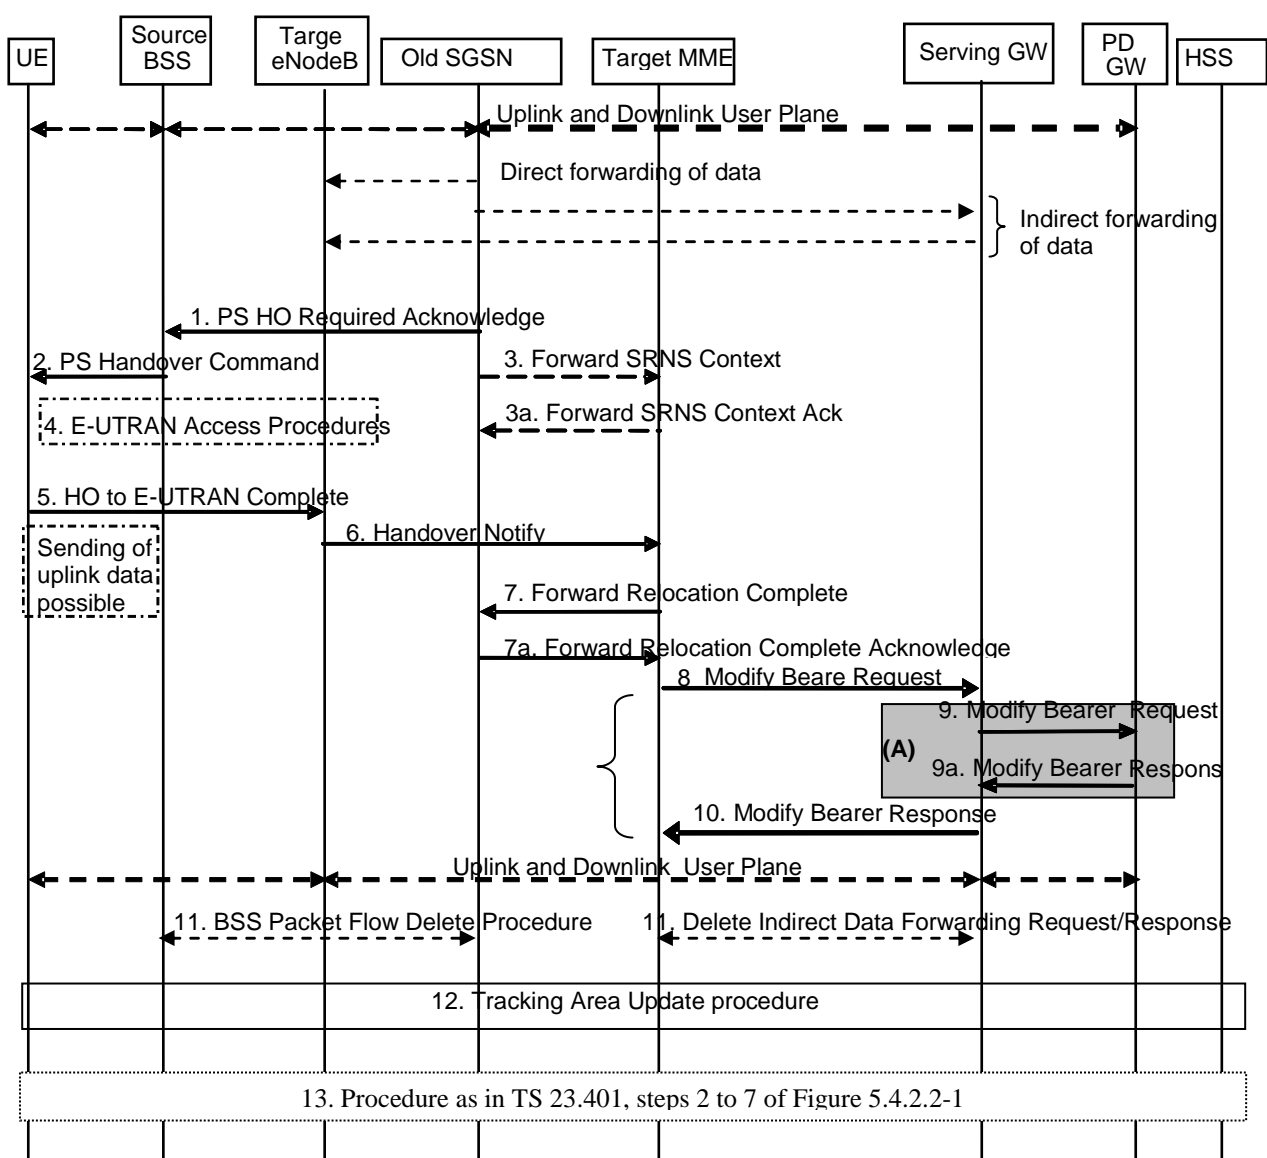 UE
Source
BSS
Targe
eNodeB
Old SGSN
Target MME
Serving GW
PD
GW
HSS
Uplink and Downlink User Plane
Direct forwarding of data
Indirect forwarding
of data
1. PS HO Required Acknowledge
2. PS Handover Command
3. Forward SRNS Context
4. E-UTRAN Access Procedures
3a. Forward SRNS Context Ack
5. HO to E-UTRAN Complete
6. Handover Notify
Sending of
uplink data
possible
7. Forward Relocation Complete
7a. Forward Relocation Complete Acknowledge
8 Modify Beare Request
9. Modify Bearer Request
(A)
9a. Modify Bearer Respons
10. Modify Bearer Response
Uplink and Downlink User Plane
11. BSS Packet Flow Delete Procedure
11. Delete Indirect Data Forwarding Request/Response
12. Tracking Area Update procedure
13. Procedure as in TS 23.401, steps 2 to 7 of Figure 5.4.2.2-1